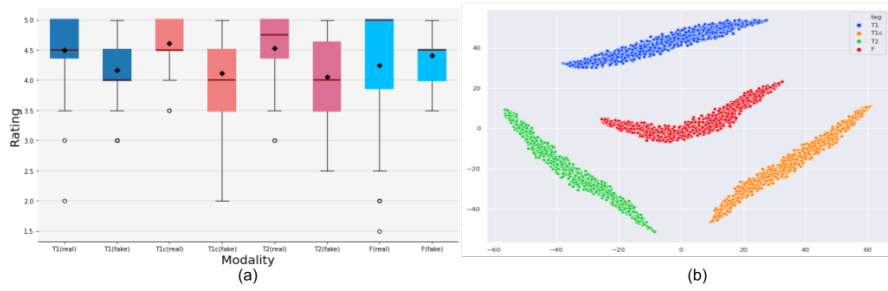 5.0
4.5
4.0
3.5
3.0
2.5
2.0
1.5
Rating
T1(real) T1(fake) T1c(real) T1c(fake) T2(real) T2(fake) F(real) F(fake)
Modality
(a)
tag
T1
T1c
T2
F
40
20
0
−20
−40
−60 −40 −20 0 20 40 60
(b)